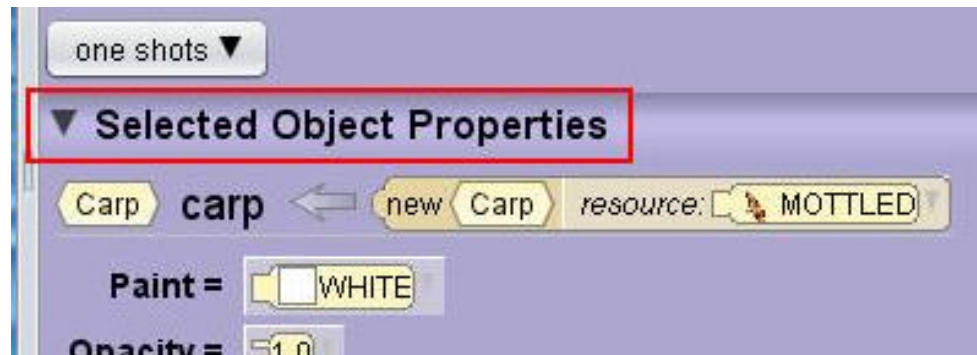 one shots ▼
▼ Selected Object Properties
Carp carp new Carp resource: MOTTLED
Paint = WHITE
Opacity = 1.0